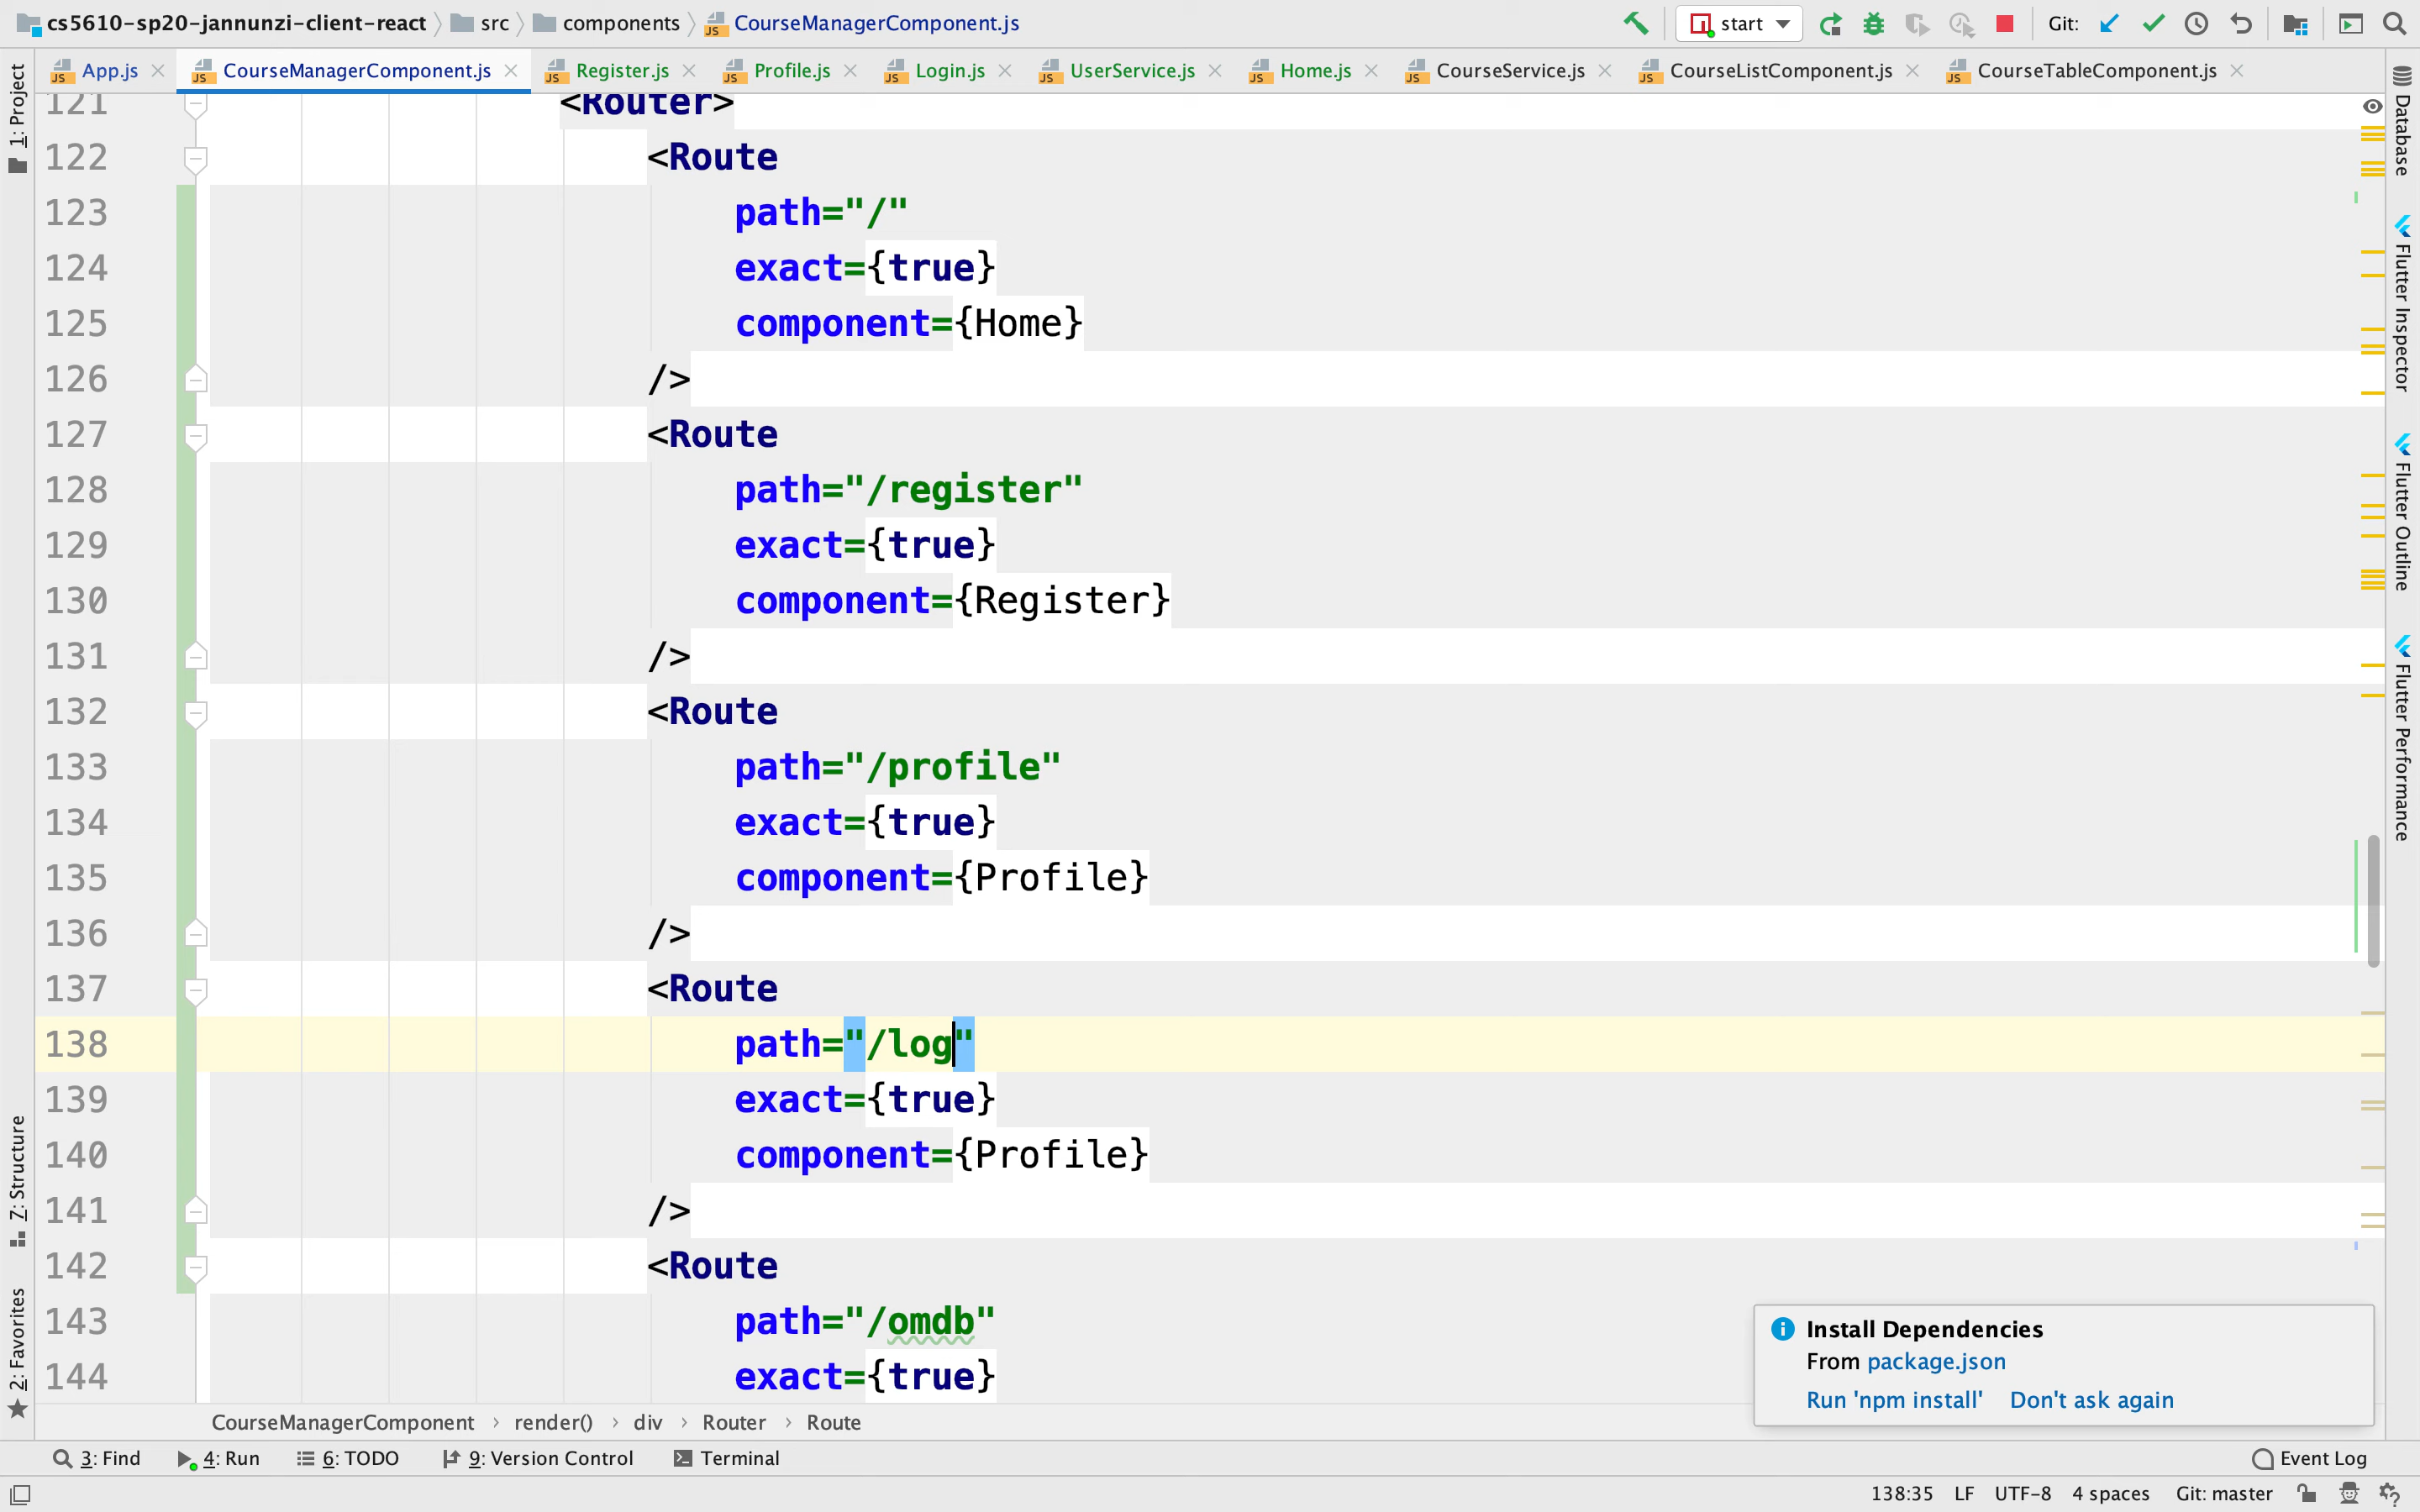 cs5610-sp20-jannunzi-client-react src components CourseManagerComponent.js start Git:
App.js CourseManagerComponent.js Register.js Profile.js Login.js UserService.js Home.js CourseService.js CourseListComponent.js CourseTableComponent.js
1: Project
7: Structure
2: Favorites
121 <Router>
122 <Route
123 path="/"
124 exact={true}
125 component={Home}
126 />
127 <Route
128 path="/register"
129 exact={true}
130 component={Register}
131 />
132 <Route
133 path="/profile"
134 exact={true}
135 component={Profile}
136 />
137 <Route
138 path="/log"
139 exact={true}
140 component={Profile}
141 />
142 <Route
143 path="/omdb"
144 exact={true}
Database
Flutter Inspector
Flutter Outline
Flutter Performance
Install Dependencies
From package.json
Run 'npm install' Don't ask again
CourseManagerComponent › render() › div › Router › Route
3: Find 4: Run 6: TODO 9: Version Control Terminal Event Log
138:35 LF UTF-8 4 spaces Git: master